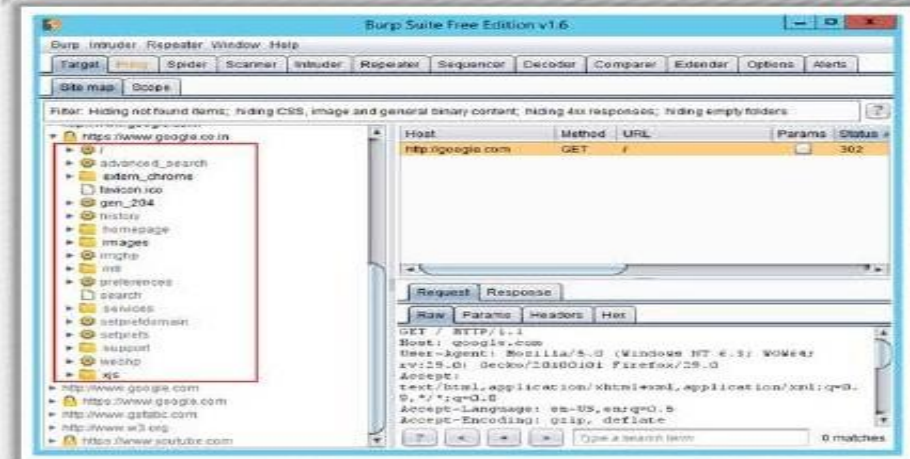 Burp Suite Free Edition v1.6
Burp Intruder Repeater Window Help
Target Proxy Spider Scanner Intruder Repeater Sequencer Decoder Comparer Extender Options Alerts
Site map Scope
Filter: Hiding not found items; hiding CSS, image and general binary content; hiding 4xx responses; hiding empty folders ?
https://www.google.co.in
/
advanced_search
extern_chrome
favicon.ico
gen_204
history
homepage
images
imghp
intl
preferences
search
services
setprefdomain
setprefs
support
webhp
xjs
http://www.google.com
https://www.google.com
http://www.gstatic.com
http://www.w3.org
https://www.youtube.com
Host Method URL Params Status
http://google.com GET / 302
Request Response
Raw Params Headers Hex
GET / HTTP/1.1
Host: google.com
User-Agent: Mozilla/5.0 (Windows NT 6.3; WOW64;
rv:29.0) Gecko/20100101 Firefox/29.0
Accept:
text/html,application/xhtml+xml,application/xml;q=0.
9,*/*;q=0.8
Accept-Language: en-US,en;q=0.5
Accept-Encoding: gzip, deflate
? < + > Type a search term 0 matches